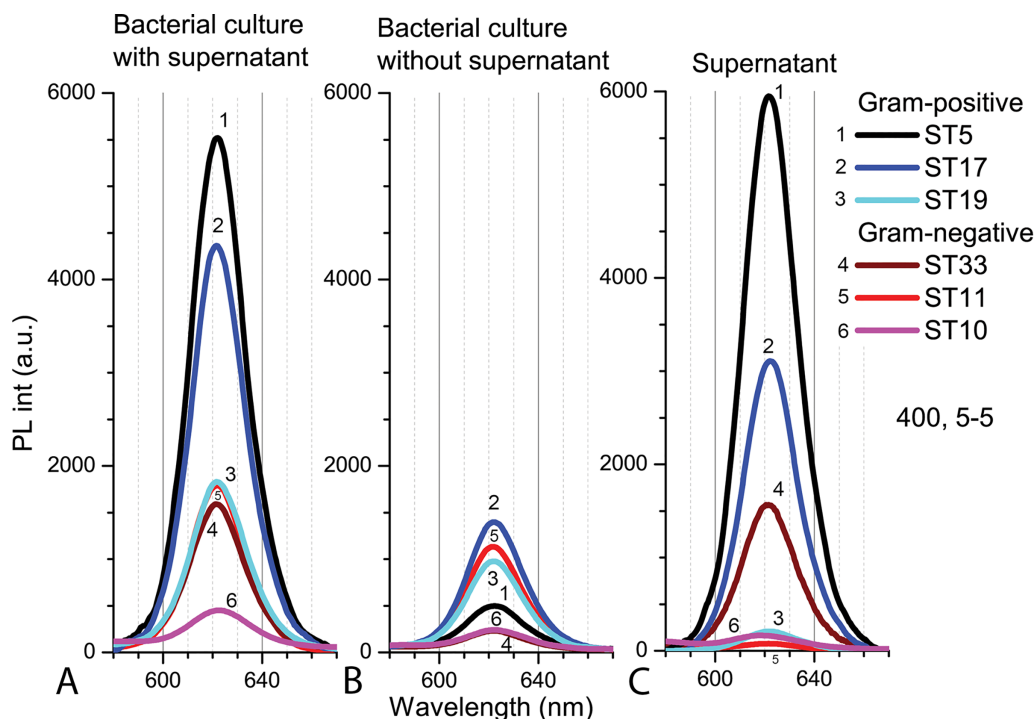 Bacterial culture
with supernatant
Bacterial culture
without supernatant
Supernatant
PL int (a.u.)
6000
4000
2000
0
1
2
3
5
4
6
600
640
A
6000
4000
2000
0
2
5
3
1
6
4
600
640
B
Wavelength (nm)
6000
4000
2000
0
1
2
4
6
3
5
600
640
C
Gram-positive
1 ST5
2 ST17
3 ST19
Gram-negative
4 ST33
5 ST11
6 ST10
400, 5-5